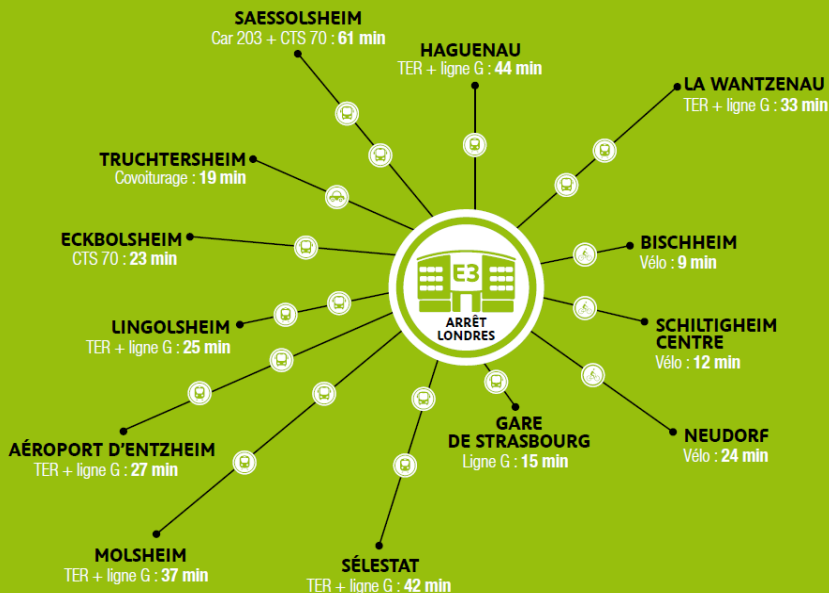 SAESSOLSHEIM
Car 203 + CTS 70 : 61 min
HAGUENAU
TER + ligne G : 44 min
LA WANTZENAU
TER + ligne G : 33 min
TRUCHTERSHEIM
Covoiturage : 19 min
ECKBOLSHEIM
CTS 70 : 23 min
BISCHHEIM
Vélo : 9 min
E3
ARRÊT
LONDRES
LINGOLSHEIM
TER + ligne G : 25 min
SCHILTIGHEIM
CENTRE
Vélo : 12 min
AÉROPORT D'ENTZHEIM
TER + ligne G : 27 min
GARE
DE STRASBOURG
Ligne G : 15 min
NEUDORF
Vélo : 24 min
MOLSHEIM
TER + ligne G : 37 min
SÉLESTAT
TER + ligne G : 42 min